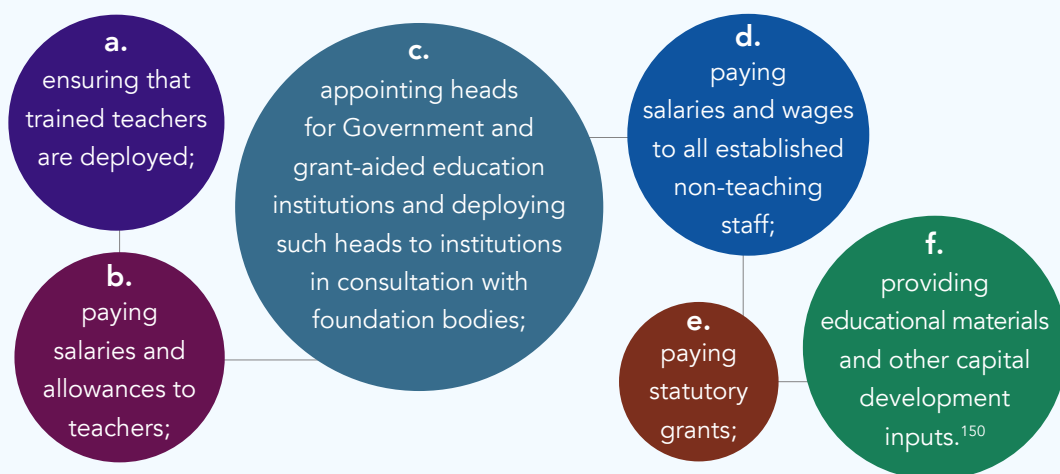 a.
ensuring that
trained teachers
are deployed;
b.
paying
salaries and
allowances to
teachers;
c.
appointing heads
for Government and
grant-aided education
institutions and deploying
such heads to institutions
in consultation with
foundation bodies;
d.
paying
salaries and wages
to all established
non-teaching
staff;
e.
paying
statutory
grants;
f.
providing
educational materials
and other capital
development
inputs.150